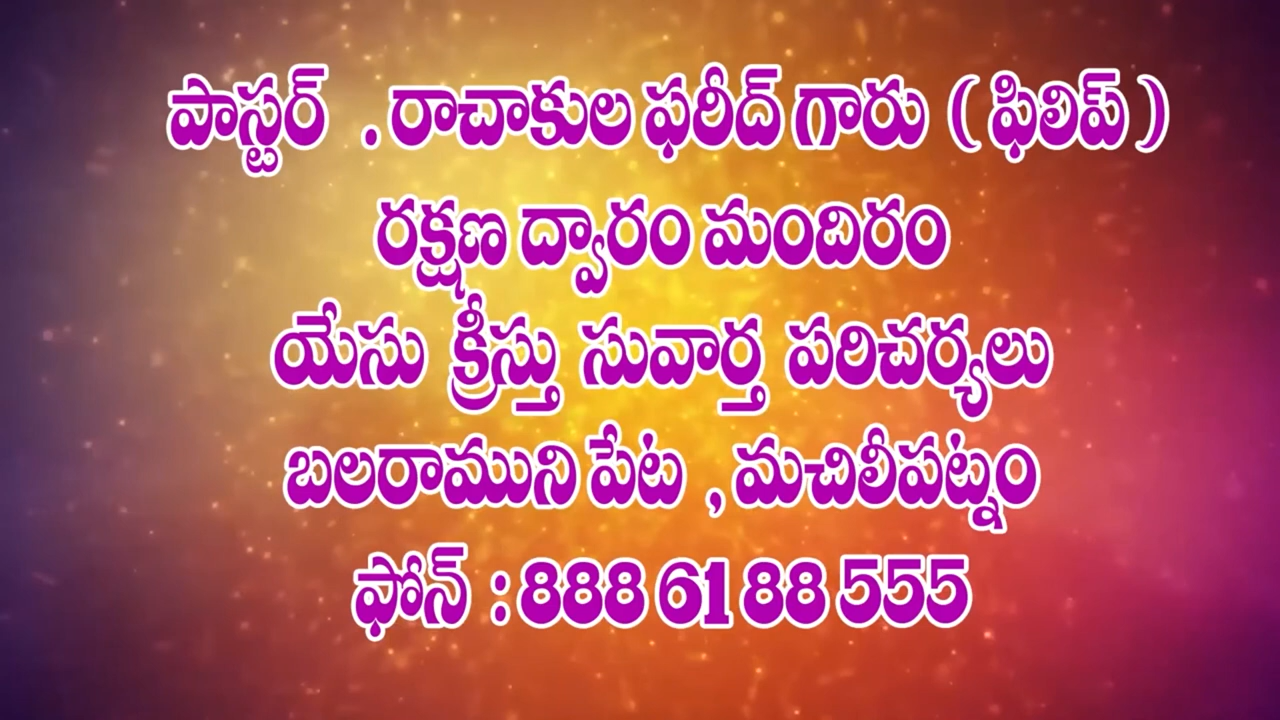 పాస్టర్ . రాచాకుల ఫరీద్ గారు ( ఫిలిప్ )
రక్షణ ద్వారం మందిరం
యేసు క్రీస్తు సువార్త పరిచర్యలు
బలరాముని పేట , మచిలీపట్నం
ఫోన్ : 888 61 88 555